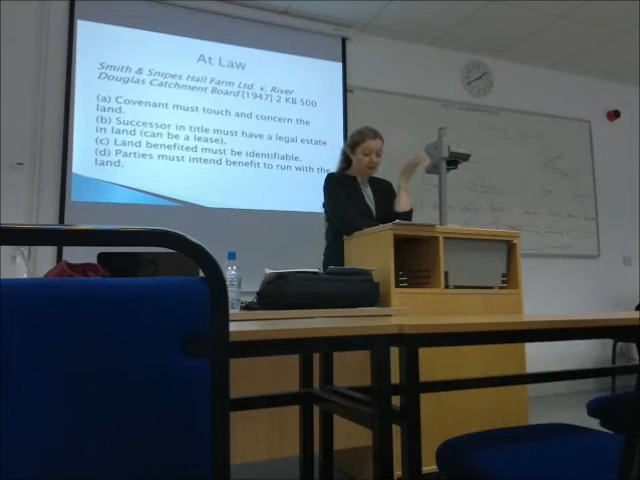 At Law
Smith & Snipes Hall Farm Ltd. v. River
Douglas Catchment Board [1947] 2 KB 500
(a) Covenant must touch and concern the
land.
(b) Successor in title must have a legal estate
in land (can be a lease).
(c) Land benefited must be identifiable.
(d) Parties must intend benefit to run with the
land.